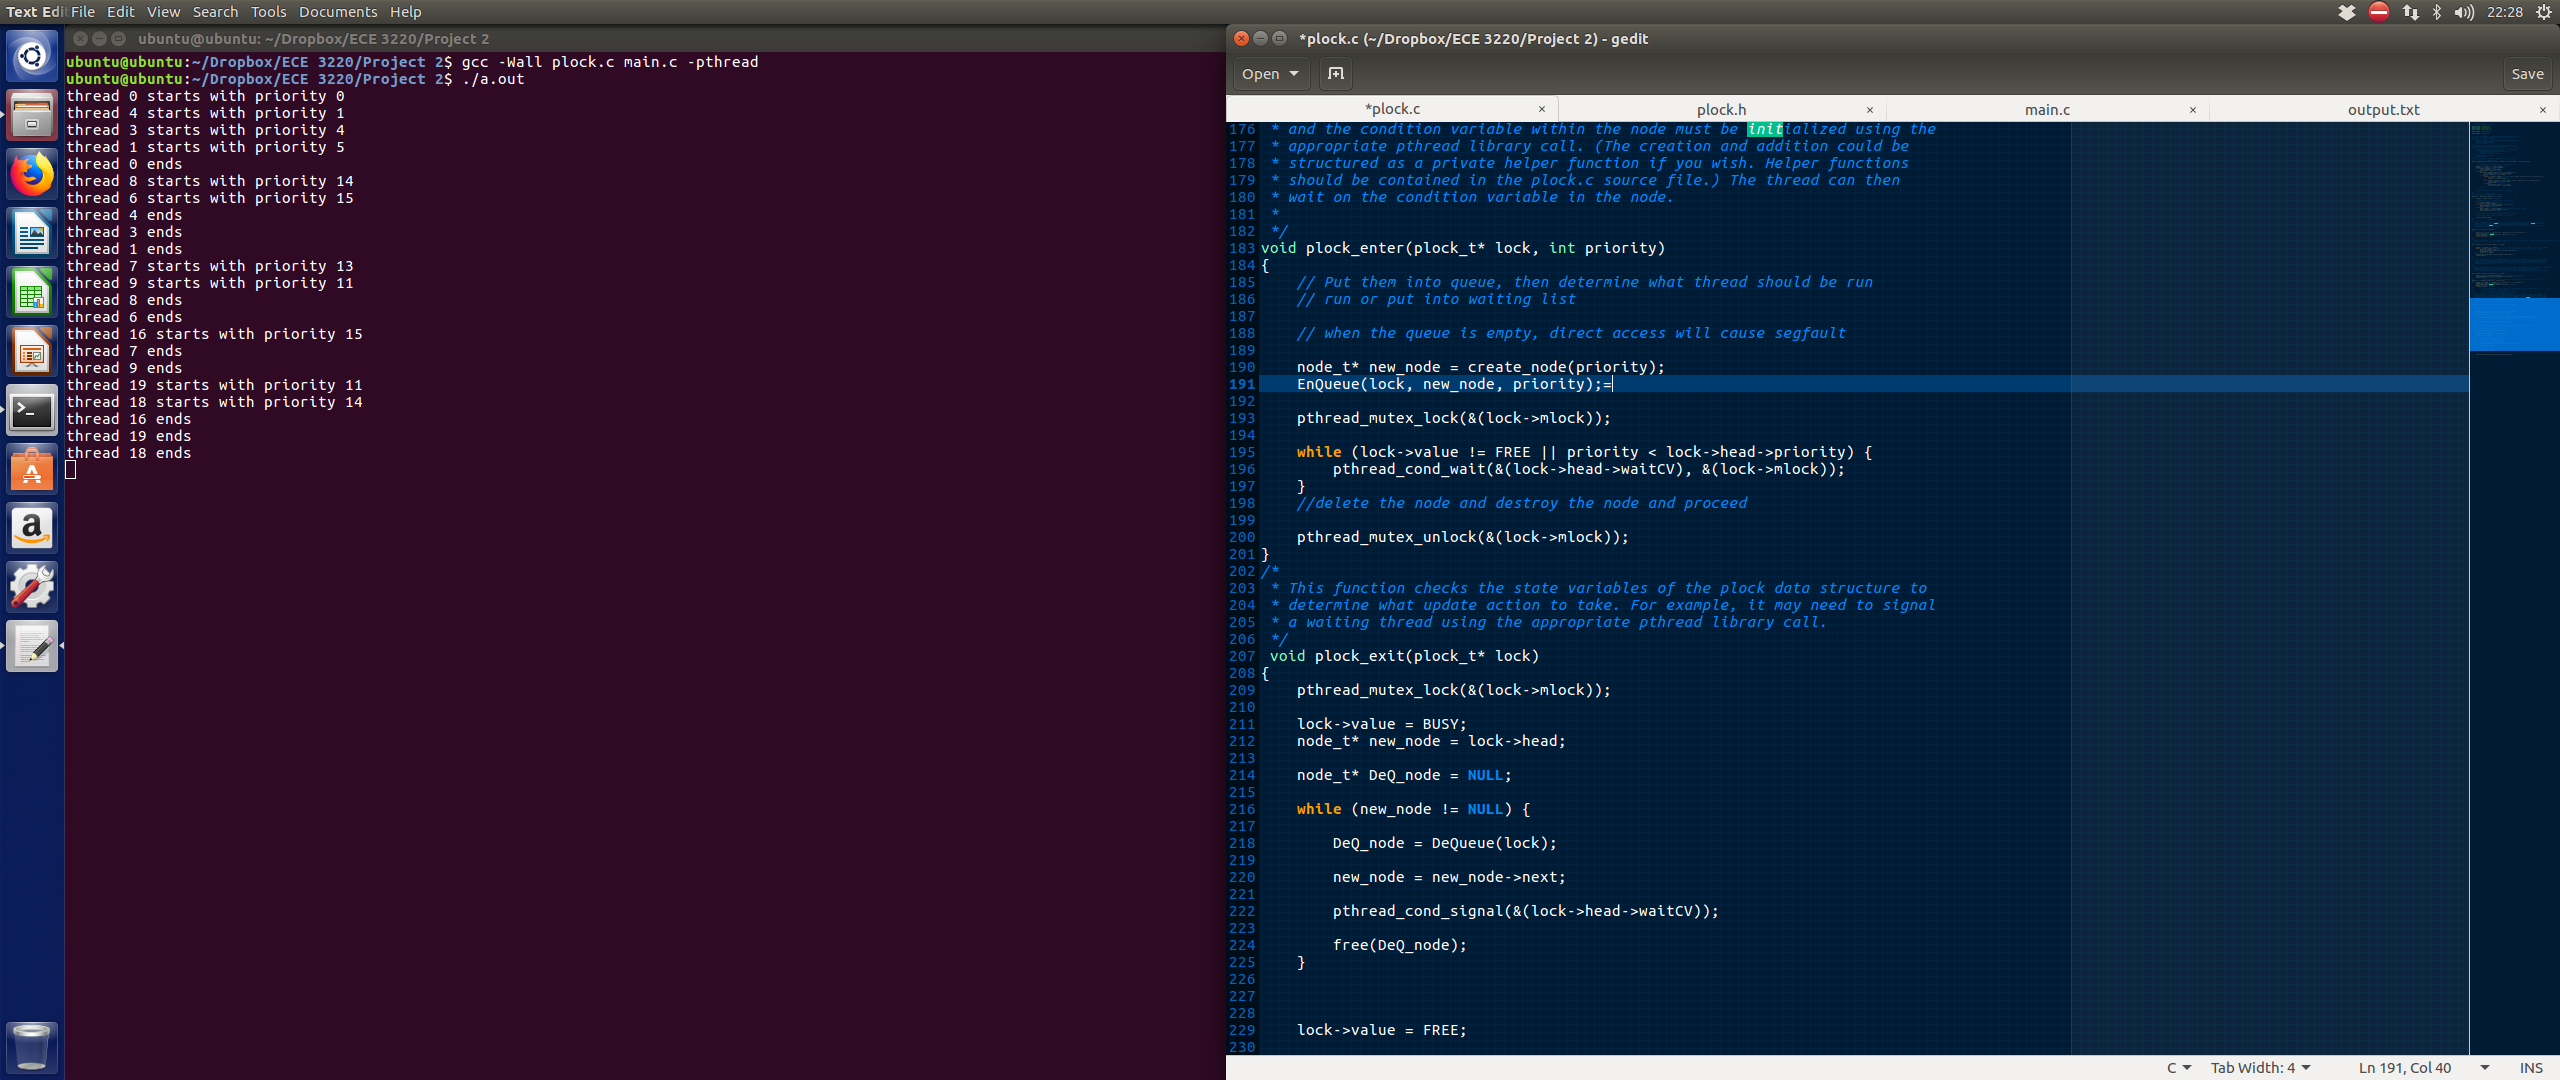 Text Edit File Edit View Search Tools Documents Help
22:28
ubuntu@ubuntu: ~/Dropbox/ECE 3220/Project 2
ubuntu@ubuntu:~/Dropbox/ECE 3220/Project 2$ gcc -Wall plock.c main.c -pthread
ubuntu@ubuntu:~/Dropbox/ECE 3220/Project 2$ ./a.out
thread 0 starts with priority 0
thread 4 starts with priority 1
thread 3 starts with priority 4
thread 1 starts with priority 5
thread 0 ends
thread 8 starts with priority 14
thread 6 starts with priority 15
thread 4 ends
thread 3 ends
thread 1 ends
thread 7 starts with priority 13
thread 9 starts with priority 11
thread 8 ends
thread 6 ends
thread 16 starts with priority 15
thread 7 ends
thread 9 ends
thread 19 starts with priority 11
thread 18 starts with priority 14
thread 16 ends
thread 19 ends
thread 18 ends
*plock.c (~/Dropbox/ECE 3220/Project 2) - gedit
Open Save
*plock.c × plock.h × main.c × output.txt ×
176 * and the condition variable within the node must be initialized using the
177 * appropriate pthread library call. (The creation and addition could be
178 * structured as a private helper function if you wish. Helper functions
179 * should be contained in the plock.c source file.) The thread can then
180 * wait on the condition variable in the node.
181 *
182 */
183 void plock_enter(plock_t* lock, int priority)
184 {
185 // Put them into queue, then determine what thread should be run
186 // run or put into waiting list
187
188 // when the queue is empty, direct access will cause segfault
189
190 node_t* new_node = create_node(priority);
191 EnQueue(lock, new_node, priority);=
192
193 pthread_mutex_lock(&(lock->mlock));
194
195 while (lock->value != FREE || priority < lock->head->priority) {
196 pthread_cond_wait(&(lock->head->waitCV), &(lock->mlock));
197 }
198 //delete the node and destroy the node and proceed
199
200 pthread_mutex_unlock(&(lock->mlock));
201 }
202 /*
203 * This function checks the state variables of the plock data structure to
204 * determine what update action to take. For example, it may need to signal
205 * a waiting thread using the appropriate pthread library call.
206 */
207 void plock_exit(plock_t* lock)
208 {
209 pthread_mutex_lock(&(lock->mlock));
210
211 lock->value = BUSY;
212 node_t* new_node = lock->head;
213
214 node_t* DeQ_node = NULL;
215
216 while (new_node != NULL) {
217
218 DeQ_node = DeQueue(lock);
219
220 new_node = new_node->next;
221
222 pthread_cond_signal(&(lock->head->waitCV));
223
224 free(DeQ_node);
225 }
226
227
228
229 lock->value = FREE;
230
C Tab Width: 4 Ln 191, Col 40 INS